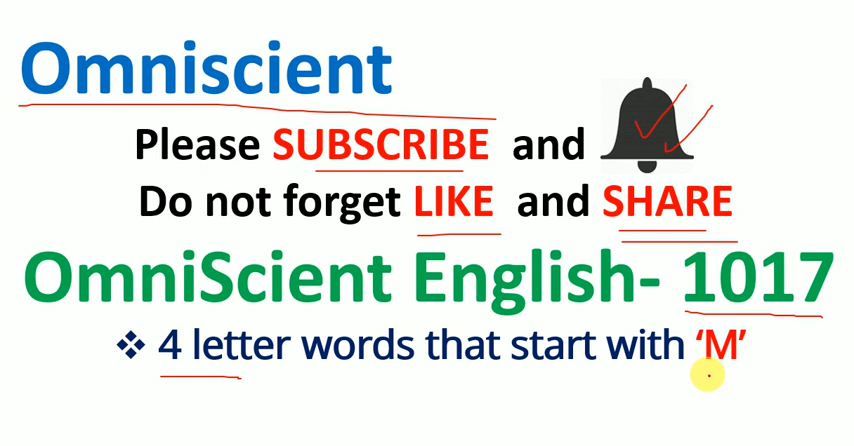 Omniscient
Please SUBSCRIBE and
Do not forget LIKE and SHARE
OmniScient English- 1017
❖ 4 letter words that start with ‘M’